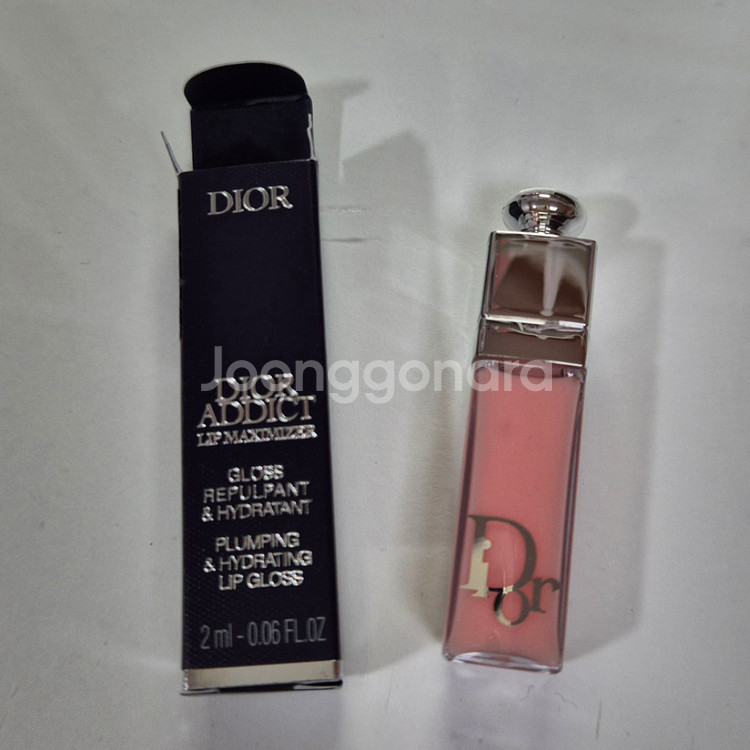 DIOR
Joonggonara
DIOR
ADDICT
LIP MAXIMIZER
GLOSS
REPULPANT
& HYDRATANT
PLUMPING
& HYDRATING
LIP GLOSS
2 ml - 0.06 FL.OZ
Dior